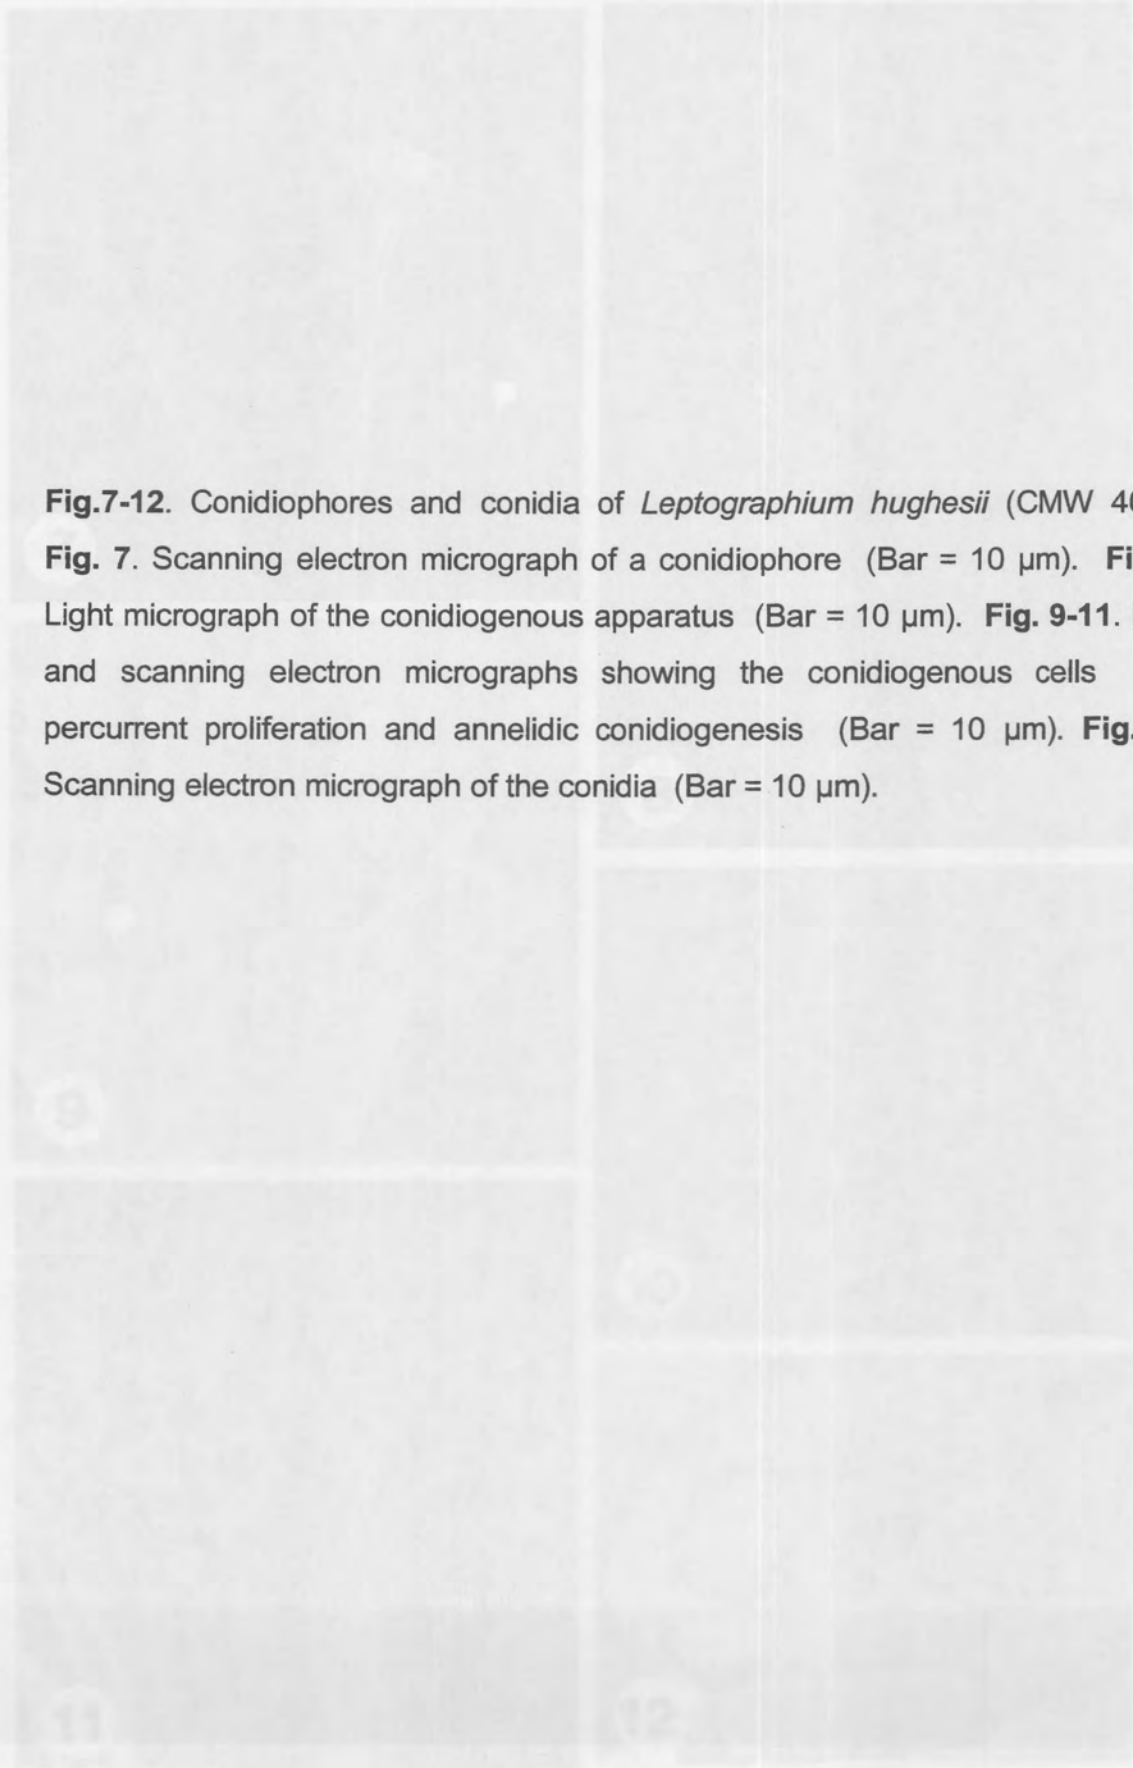 Fig.7-12. Conidiophores and conidia of Leptographium hughesii (CMW
Fig. 7. Scanning electron micrograph of a conidiophore (Bar = 10 µm).
Light micrograph of the conidiogenous apparatus (Bar = 10 µm). Fig. 9-11.
and scanning electron micrographs showing the conidiogenous cells
percurrent proliferation and annelidic conidiogenesis (Bar = 10 µm). Fig.
Scanning electron micrograph of the conidia (Bar = 10 µm).
9
10
11
12